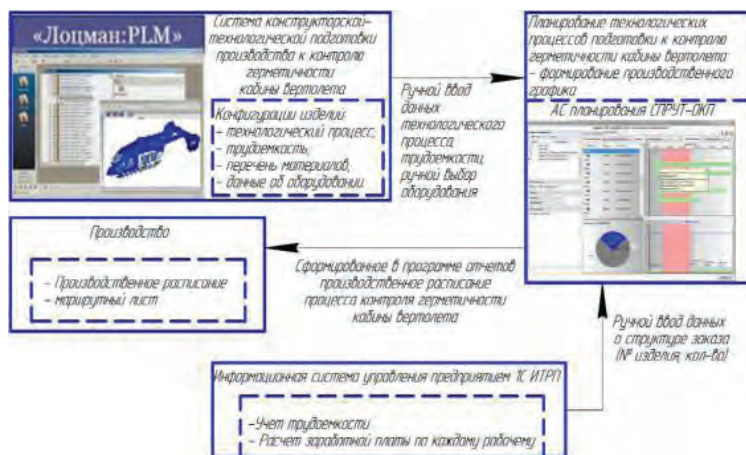 «Лоцман:PLM»
Система конструкторской-
технологической подготовки
производства к контролю
герметичности
кабины вертолета
Конфигурации изделий
- технологический процесс;
- трудоемкость;
- перечень материалов;
- данные об оборудовании.
Ручной ввод
данных
технологического
процесса,
трудоемкости,
ручной выбор
оборудования
Планирование технологических
процессов подготовки к контролю
герметичности кабины вертолета
- формирование производственного
графика
АС планирования СПРУТ-ОКП
Производство
- Производственное расписание
- маршрутный лист
Сформированное в программе отчетов
производственное расписание
процесса контроля герметичности
кабины вертолета
Ручной ввод данных
о структуре заказа
(№ изделия, кол-во)
Информационная система управления предприятием 1С ИТРП
-Учет трудоемкости
- Расчет заработной платы по каждому рабочему